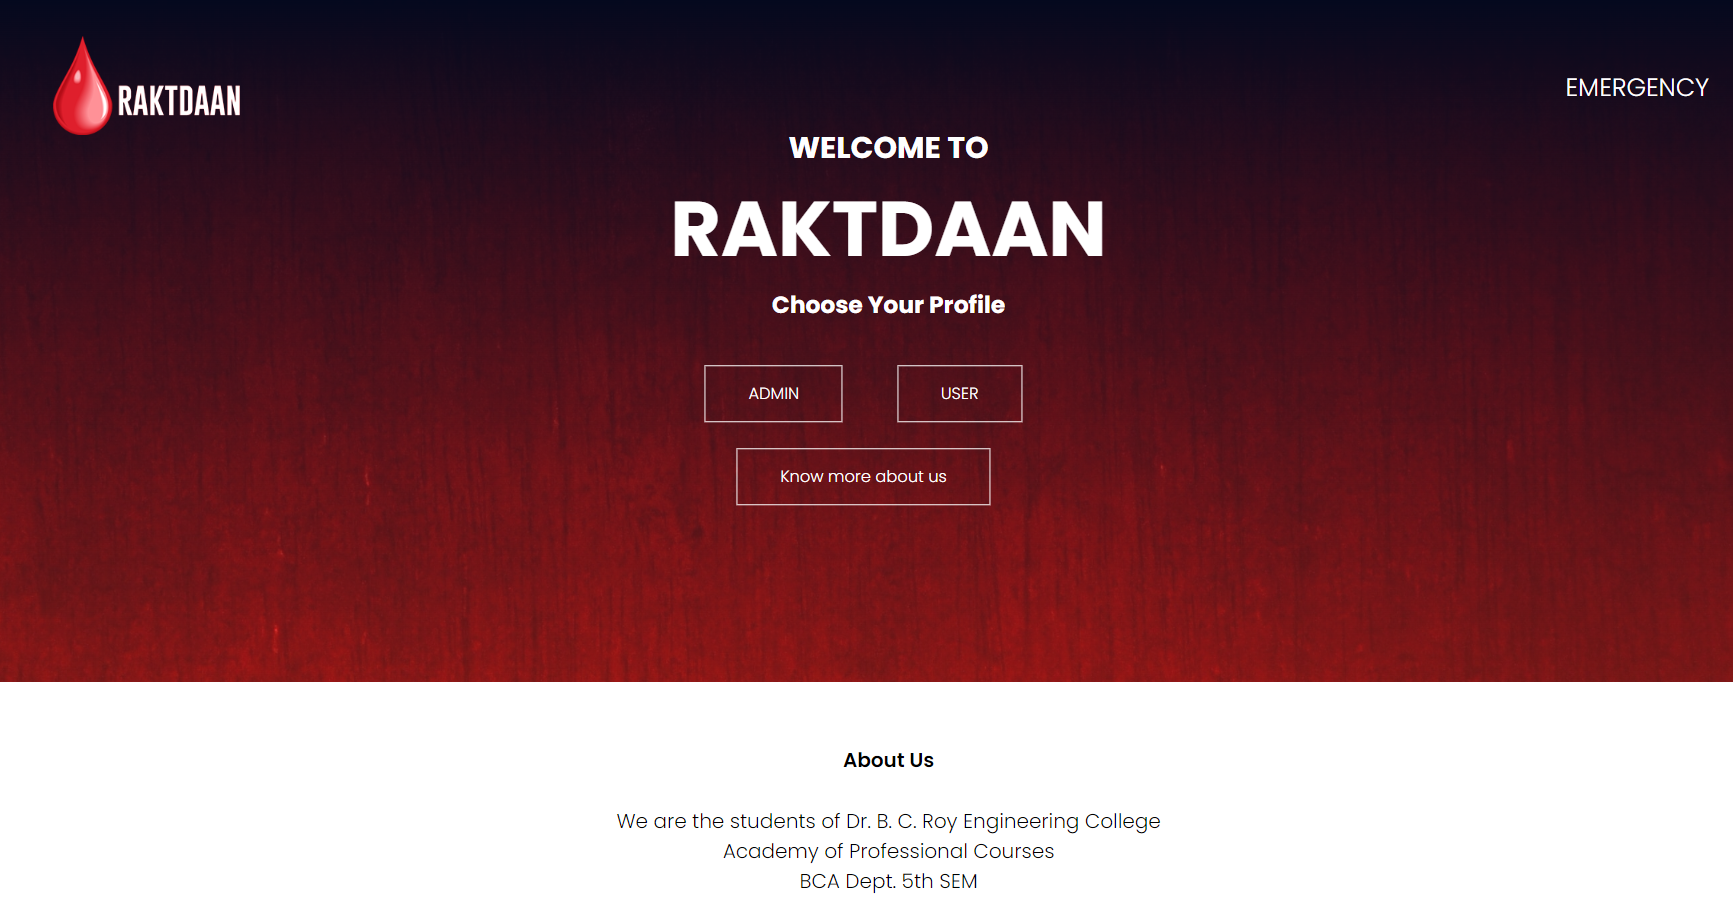 RAKTDAAN
EMERGENCY
WELCOME TO
RAKTDAAN
Choose Your Profile
ADMIN
USER
Know more about us
About Us
We are the students of Dr. B. C. Roy Engineering College
Academy of Professional Courses
BCA Dept. 5th SEM